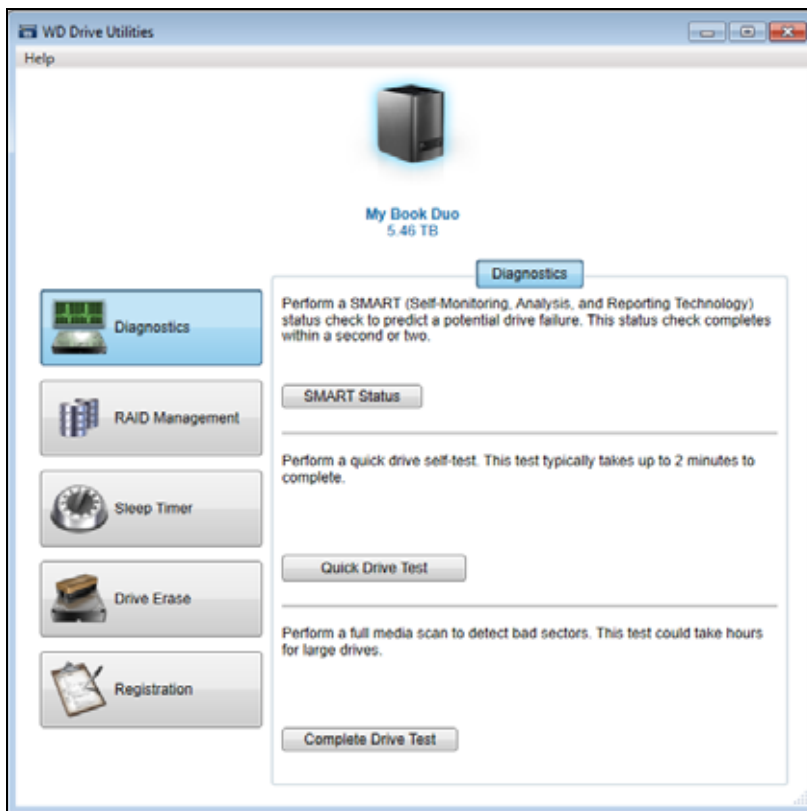 WD Drive Utilities
Help
My Book Duo
5.46 TB
Diagnostics
RAID Management
Sleep Timer
Drive Erase
Registration
Diagnostics
Perform a SMART (Self-Monitoring, Analysis, and Reporting Technology)
status check to predict a potential drive failure. This status check completes
within a second or two.
SMART Status
Perform a quick drive self-test. This test typically takes up to 2 minutes to
complete.
Quick Drive Test
Perform a full media scan to detect bad sectors. This test could take hours
for large drives.
Complete Drive Test